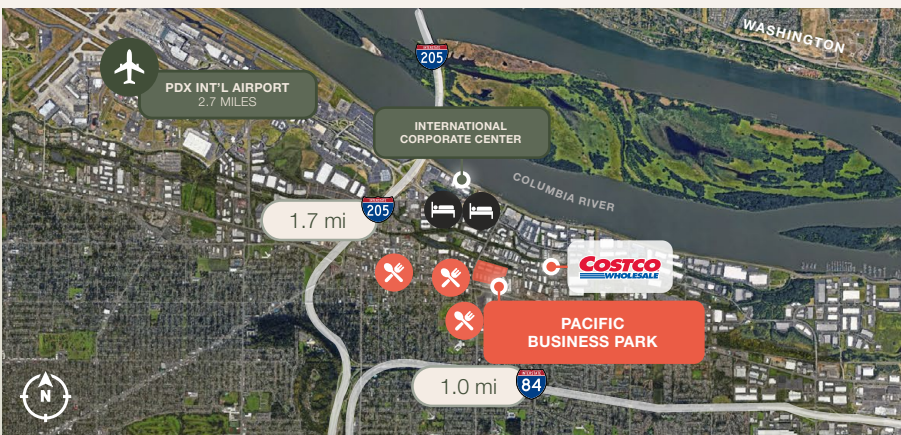 WASHINGTON
205
PDX INT'L AIRPORT
2.7 MILES
INTERNATIONAL
CORPORATE CENTER
COLUMBIA RIVER
1.7 mi
205
COSTCO
WHOLESALE
PACIFIC
BUSINESS PARK
1.0 mi
84
N